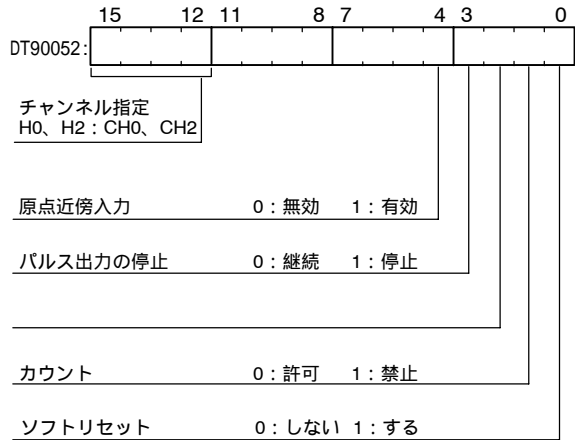 15 12 11 8 7 4 3 0
DT90052:
チャンネル指定
H0、H2：CH0、CH2
原点近傍入力 0：無効 1：有効
パルス出力の停止 0：継続 1：停止
カウント 0：許可 1：禁止
ソフトリセット 0：しない 1：する